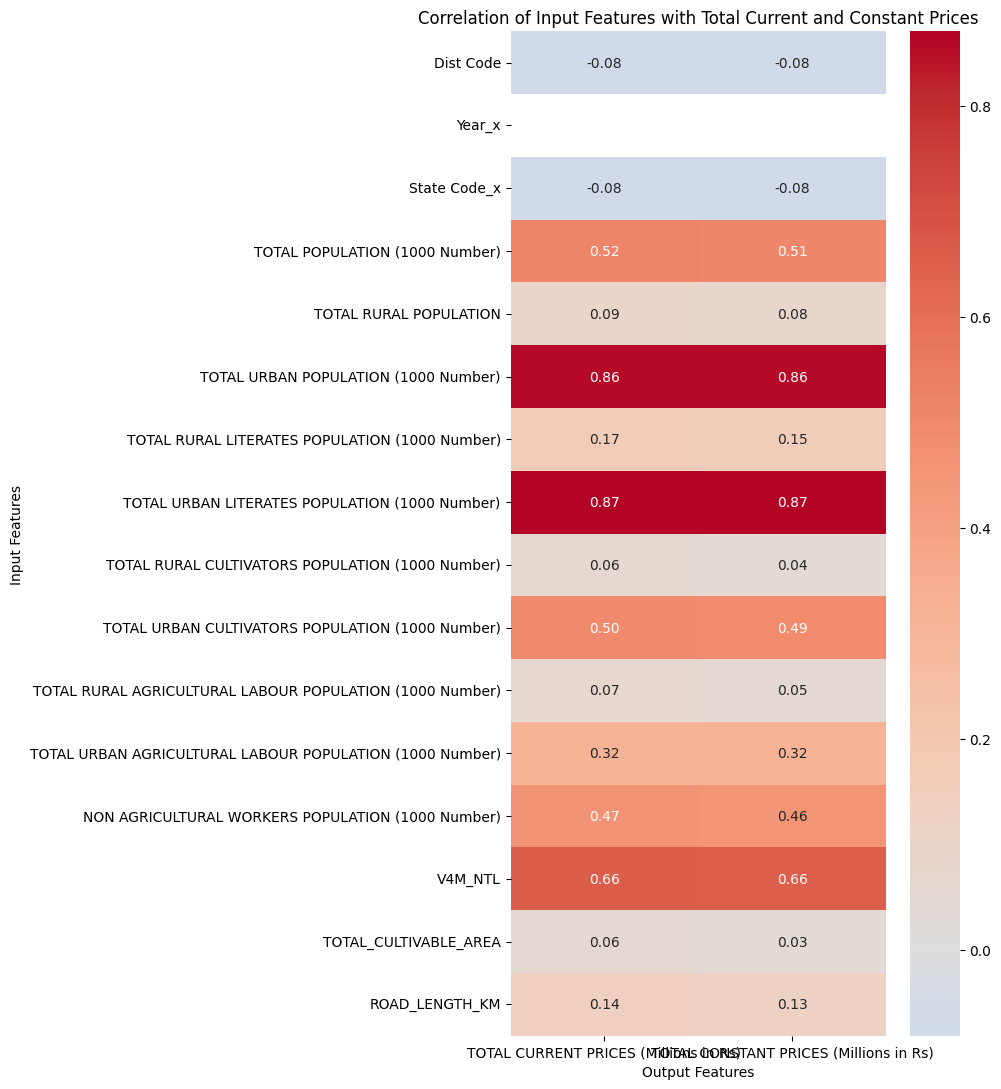 Correlation of Input Features with Total Current and Constant Prices
Dist Code -0.08 -0.08
Year_x
State Code_x -0.08 -0.08
TOTAL POPULATION (1000 Number) 0.52 0.51
TOTAL RURAL POPULATION 0.09 0.08
TOTAL URBAN POPULATION (1000 Number) 0.86 0.86
TOTAL RURAL LITERATES POPULATION (1000 Number) 0.17 0.15
TOTAL URBAN LITERATES POPULATION (1000 Number) 0.87 0.87
TOTAL RURAL CULTIVATORS POPULATION (1000 Number) 0.06 0.04
TOTAL URBAN CULTIVATORS POPULATION (1000 Number) 0.50 0.49
TOTAL RURAL AGRICULTURAL LABOUR POPULATION (1000 Number) 0.07 0.05
TOTAL URBAN AGRICULTURAL LABOUR POPULATION (1000 Number) 0.32 0.32
NON AGRICULTURAL WORKERS POPULATION (1000 Number) 0.47 0.46
V4M_NTL 0.66 0.66
TOTAL_CULTIVABLE_AREA 0.06 0.03
ROAD_LENGTH_KM 0.14 0.13
Input Features
TOTAL CURRENT PRICES (Millions in Rs)
TOTAL CONSTANT PRICES (Millions in Rs)
Output Features
0.8
0.6
0.4
0.2
0.0